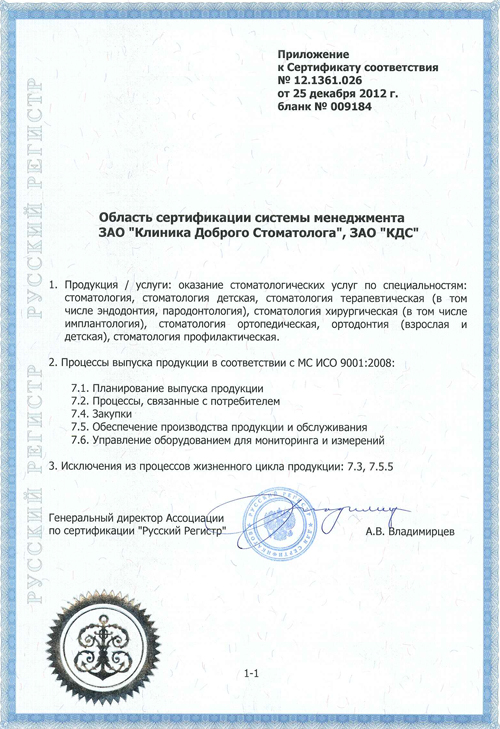 Приложение
к Сертификату соответствия
№ 12.1361.026
от 25 декабря 2012 г.
бланк № 009184
Область сертификации системы менеджмента
ЗАО "Клиника Доброго Стоматолога", ЗАО "КДС"
1. Продукция / услуги: оказание стоматологических услуг по специальностям:
стоматология, стоматология детская, стоматология терапевтическая (в том
числе эндодонтия, пародонтология), стоматология хирургическая (в том числе
имплантология), стоматология ортопедическая, ортодонтия (взрослая и
детская), стоматология профилактическая.
2. Процессы выпуска продукции в соответствии с МС ИСО 9001:2008:
7.1. Планирование выпуска продукции
7.2. Процессы, связанные с потребителем
7.4. Закупки
7.5. Обеспечение производства продукции и обслуживания
7.6. Управление оборудованием для мониторинга и измерений
3. Исключения из процессов жизненного цикла продукции: 7.3, 7.5.5
Генеральный директор Ассоциации
по сертификации "Русский Регистр"
А.В. Владимирцев
1-1
РУССКИЙ РЕГИСТР
РУССКИЙ РЕГИСТР